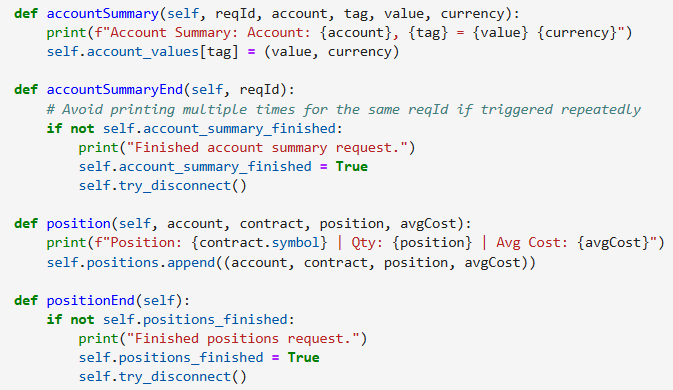 def accountSummary(self, reqId, account, tag, value, currency):
    print(f"Account Summary: Account: {account}, {tag} = {value} {currency}")
    self.account_values[tag] = (value, currency)

def accountSummaryEnd(self, reqId):
    # Avoid printing multiple times for the same reqId if triggered repeatedly
    if not self.account_summary_finished:
        print("Finished account summary request.")
        self.account_summary_finished = True
        self.try_disconnect()

def position(self, account, contract, position, avgCost):
    print(f"Position: {contract.symbol} | Qty: {position} | Avg Cost: {avgCost}")
    self.positions.append((account, contract, position, avgCost))

def positionEnd(self):
    if not self.positions_finished:
        print("Finished positions request.")
        self.positions_finished = True
        self.try_disconnect()